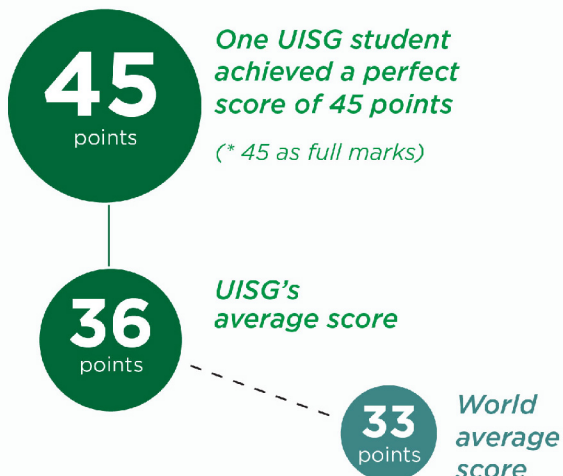 45
points
One UISG student
achieved a perfect
score of 45 points
(* 45 as full marks)
36
points
UISG's
average score
33
points
World
average
score